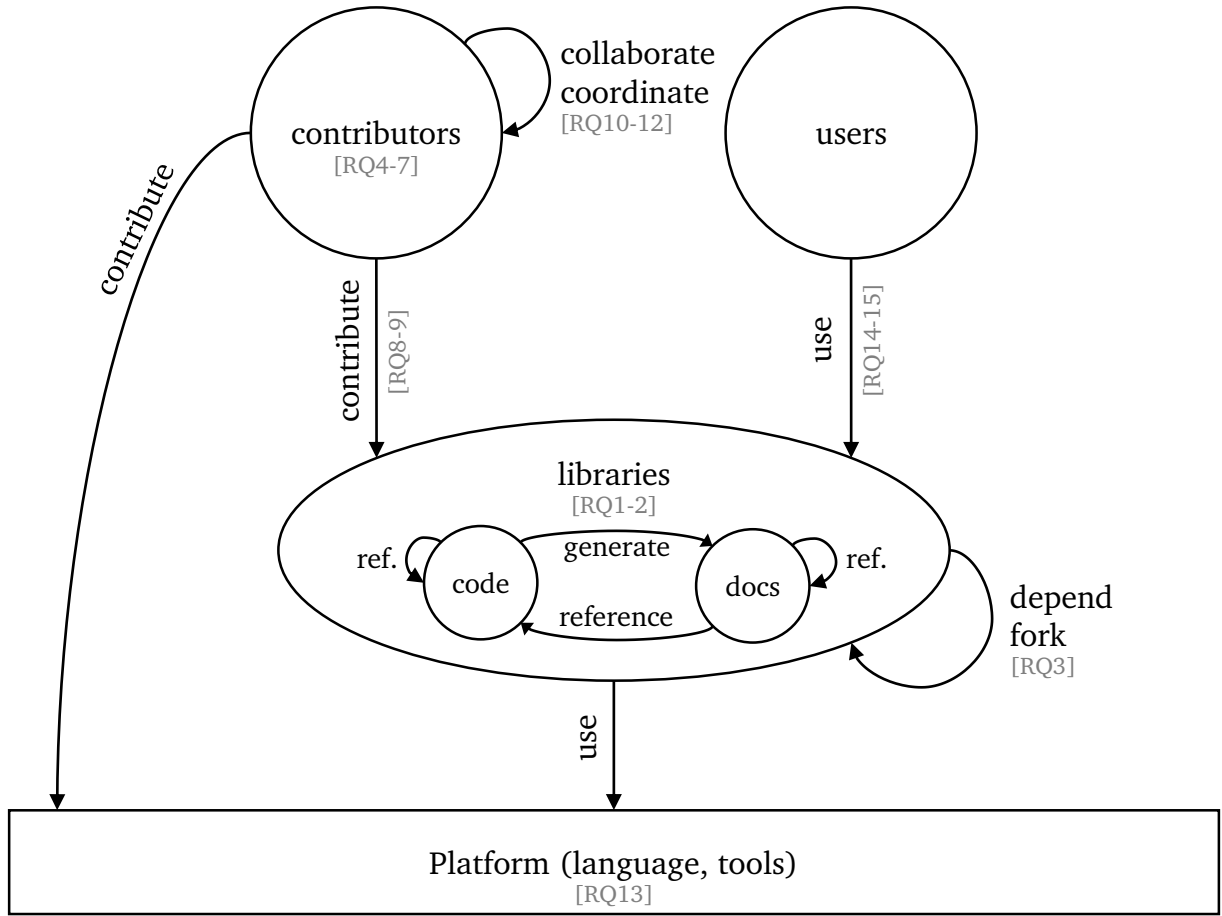 collaborate
coordinate
[RQ10-12]
contributors
[RQ4-7]
users
contribute
contribute
[RQ8-9]
use
[RQ14-15]
libraries
[RQ1-2]
ref.
generate
ref.
code
docs
reference
depend
fork
[RQ3]
use
Platform (language, tools)
[RQ13]